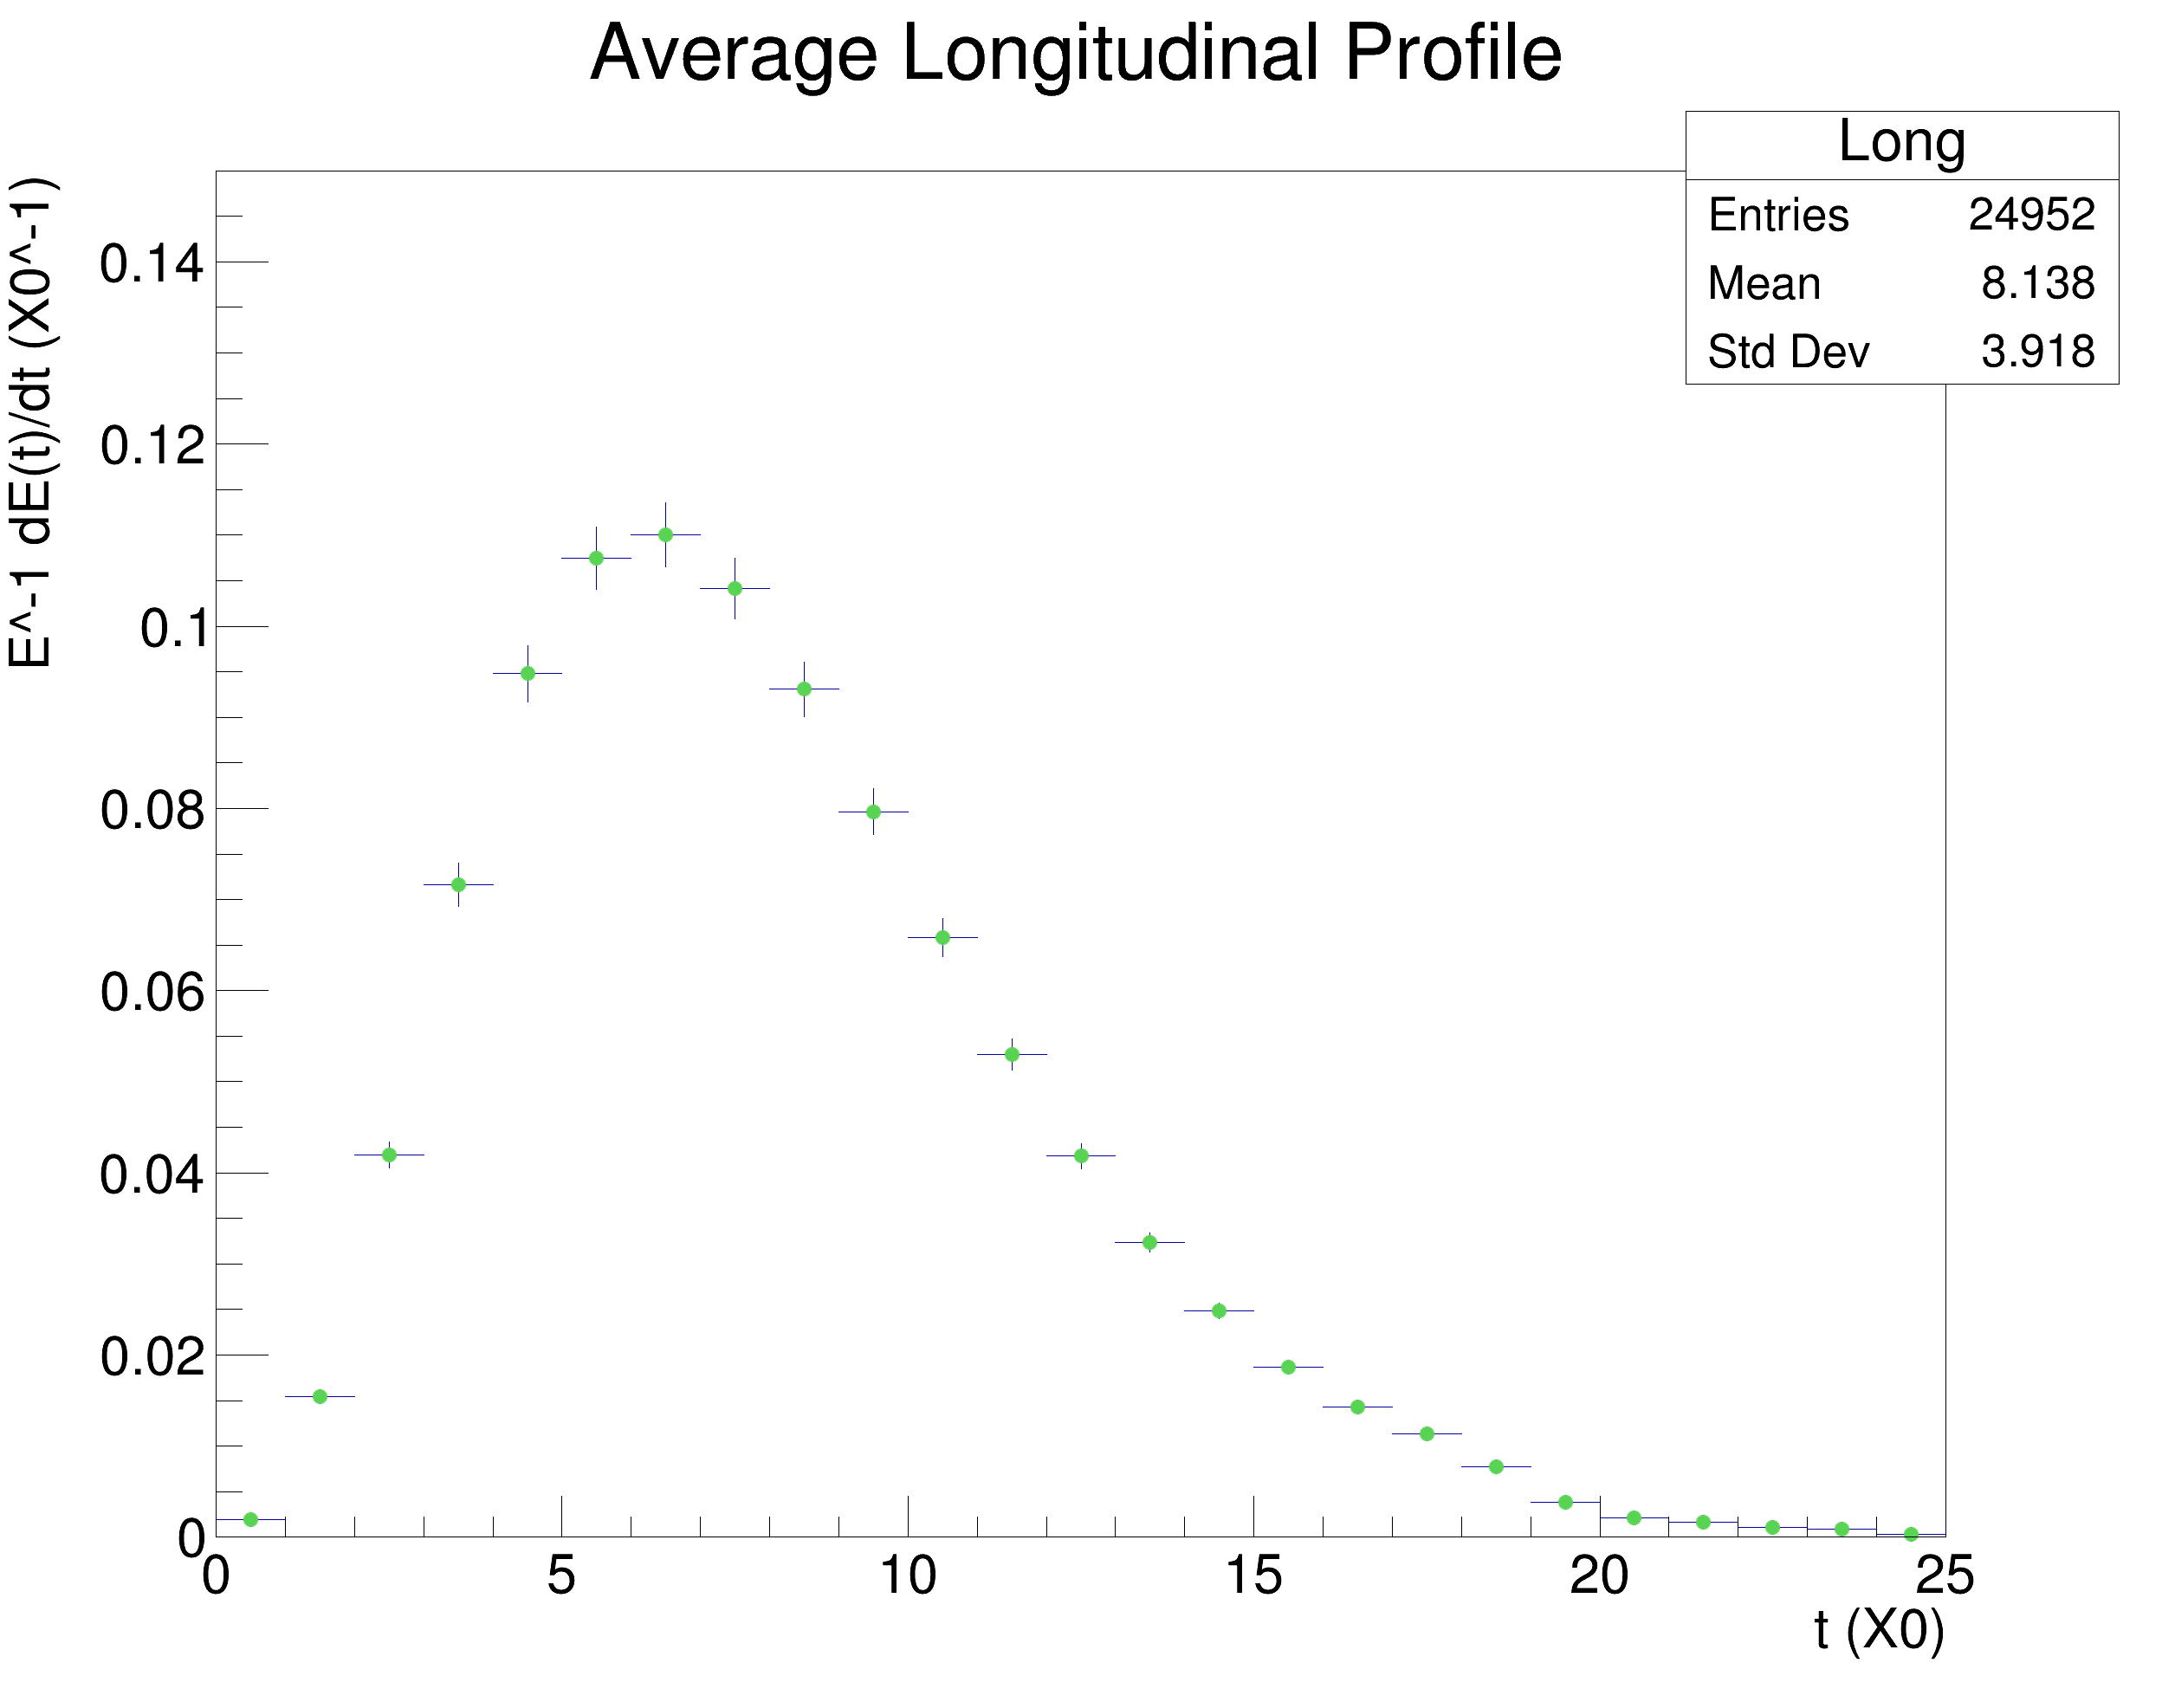 Average Longitudinal Profile
Long
Entries 24952
Mean 8.138
Std Dev 3.918
E^-1 dE(t)/dt (X0^-1)
0.14
0.12
0.1
0.08
0.06
0.04
0.02
0
0 5 10 15 20 25
t (X0)